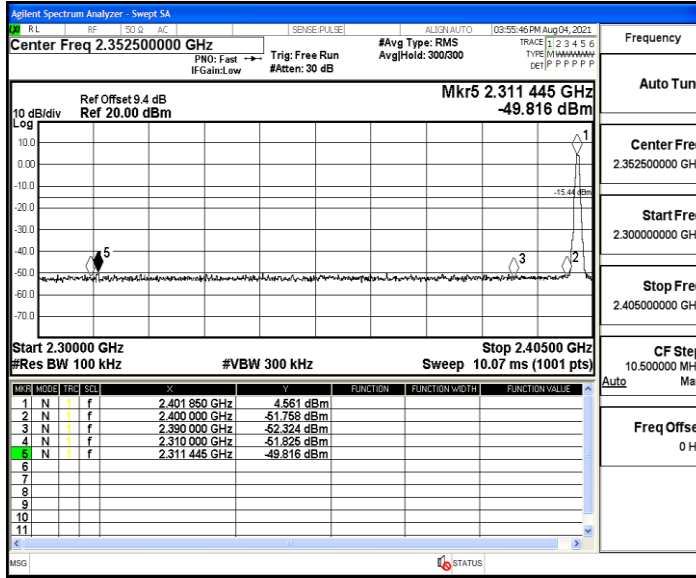 Agilent Spectrum Analyzer - Swept SA
LXI RL RF 50 Ω AC SENSE:PULSE ALIGN AUTO 03:55:46 PM Aug 04, 2021
Center Freq 2.352500000 GHz
PNO: Fast
IFGain:Low
Trig: Free Run
#Atten: 30 dB
#Avg Type: RMS
Avg|Hold: 300/300
TRACE 1 2 3 4 5 6
TYPE M WWWWW
DET P P P P P P
Ref Offset 9.4 dB
10 dB/div Ref 20.00 dBm
Log
Mkr5 2.311 445 GHz
-49.816 dBm
10.0
0.00
-10.0
-20.0
-30.0
-40.0
-50.0
-60.0
-70.0
1
-15.44 dBm
5
3
2
Start 2.30000 GHz Stop 2.40500 GHz
#Res BW 100 kHz #VBW 300 kHz Sweep 10.07 ms (1001 pts)
MKR MODE TRC SCL X Y FUNCTION FUNCTION WIDTH FUNCTION VALUE
1 N 1 f 2.401 850 GHz 4.561 dBm
2 N 1 f 2.400 000 GHz -51.758 dBm
3 N 1 f 2.390 000 GHz -52.324 dBm
4 N 1 f 2.310 000 GHz -51.825 dBm
5 N 1 f 2.311 445 GHz -49.816 dBm
6
7
8
9
10
11
MSG STATUS
Frequency
Auto Tun
Center Fre
2.352500000 GH
Start Fre
2.300000000 GH
Stop Fre
2.405000000 GH
CF Ste
10.500000 MH
Auto Ma
Freq Offse
0 H